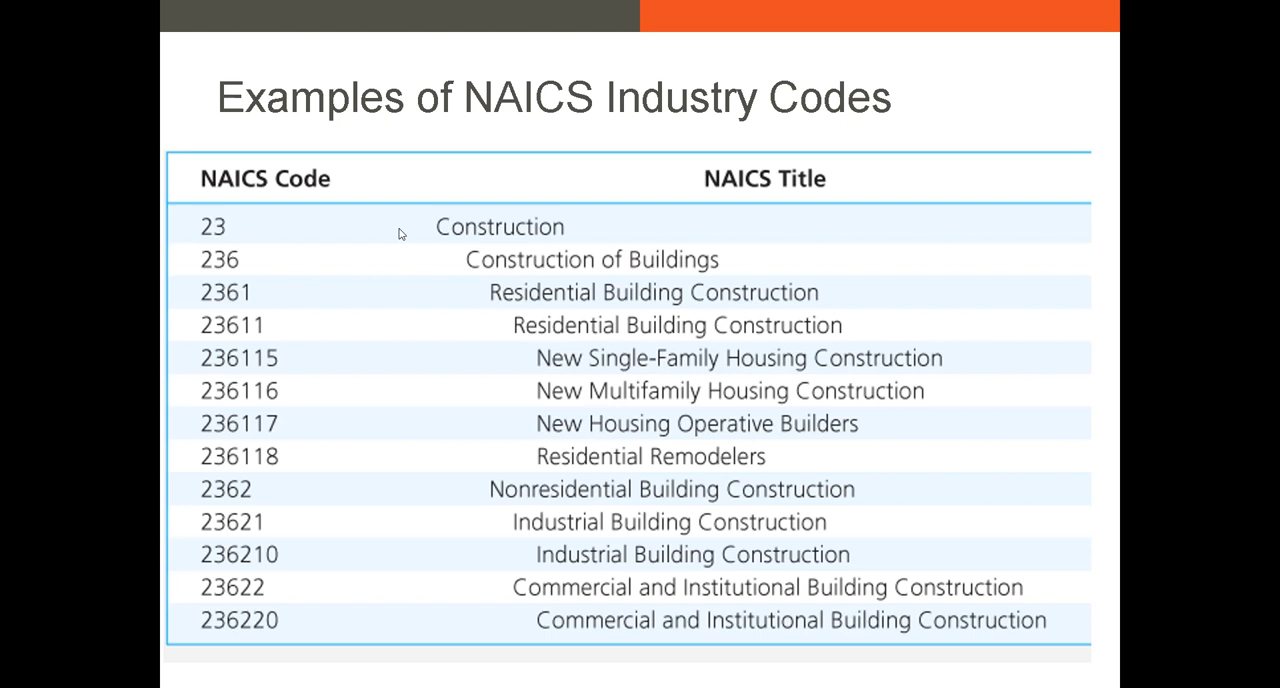 Examples of NAICS Industry Codes
NAICS Code NAICS Title
23 Construction
236 Construction of Buildings
2361 Residential Building Construction
23611 Residential Building Construction
236115 New Single-Family Housing Construction
236116 New Multifamily Housing Construction
236117 New Housing Operative Builders
236118 Residential Remodelers
2362 Nonresidential Building Construction
23621 Industrial Building Construction
236210 Industrial Building Construction
23622 Commercial and Institutional Building Construction
236220 Commercial and Institutional Building Construction